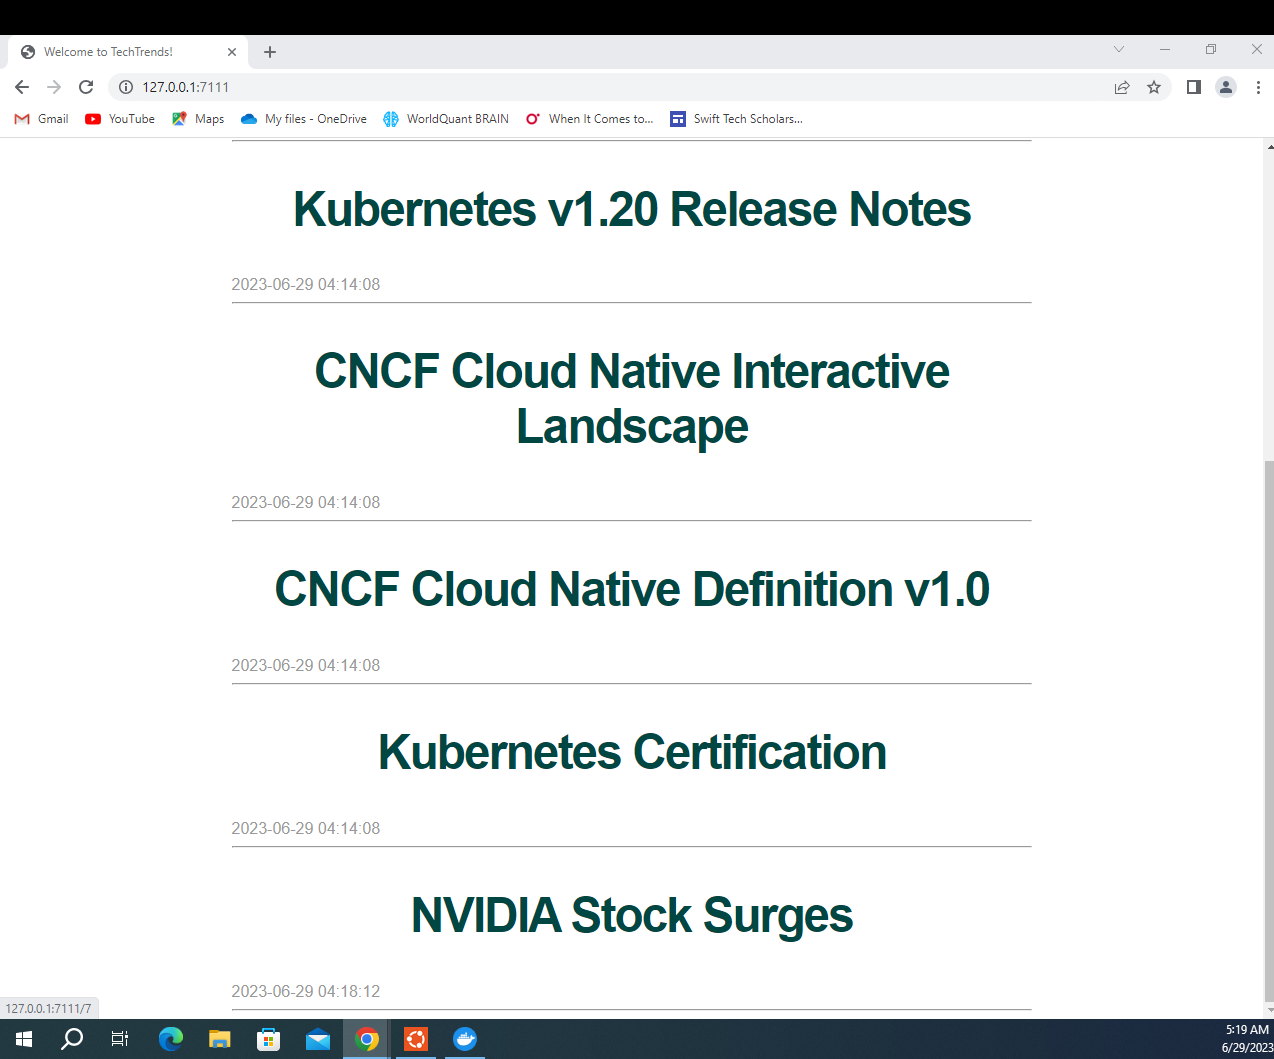 Welcome to TechTrends!
127.0.0.1:7111
Gmail YouTube Maps My files - OneDrive WorldQuant BRAIN When It Comes to... Swift Tech Scholars...
Kubernetes v1.20 Release Notes
2023-06-29 04:14:08
CNCF Cloud Native Interactive
Landscape
2023-06-29 04:14:08
CNCF Cloud Native Definition v1.0
2023-06-29 04:14:08
Kubernetes Certification
2023-06-29 04:14:08
NVIDIA Stock Surges
2023-06-29 04:18:12
127.0.0.1:7111/7
5:19 AM
6/29/2023